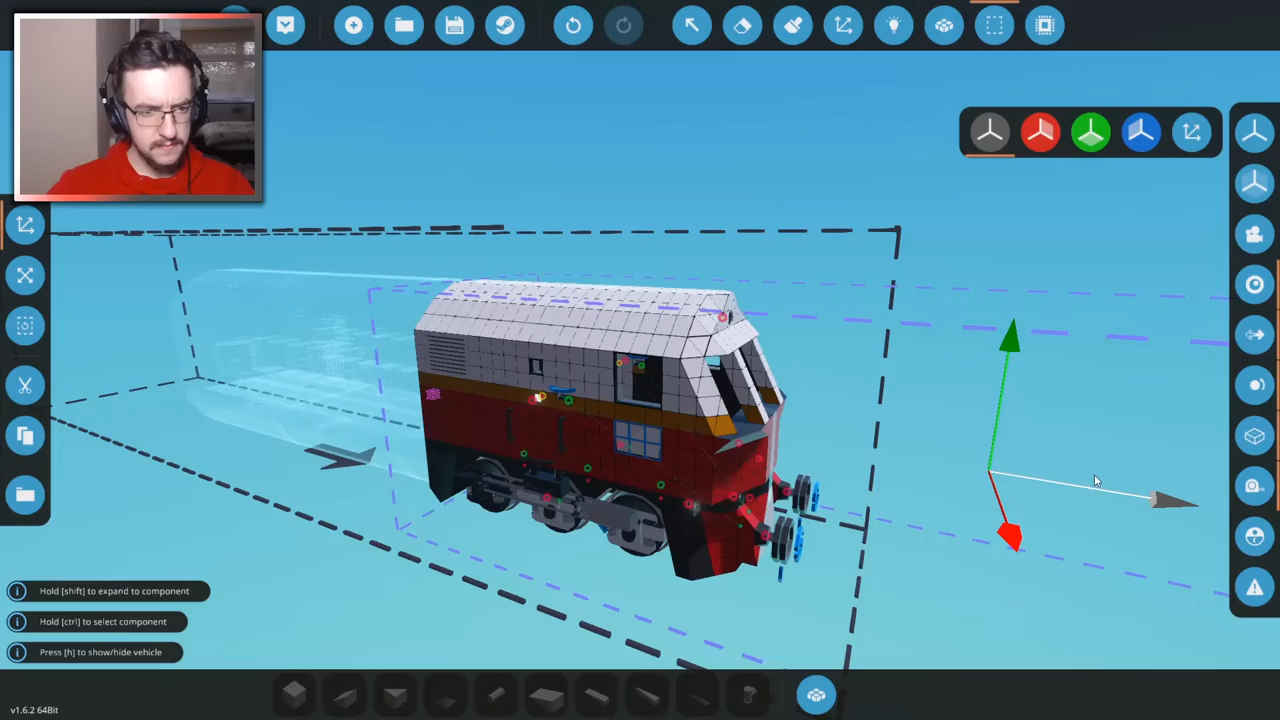 Hold [shift] to expand to component
Hold [ctrl] to select component
Press [h] to show/hide vehicle
v1.6.2 64Bit